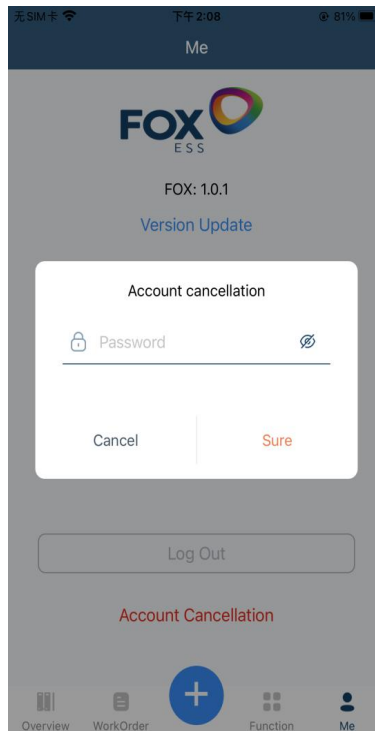 无SIM卡 下午2:08 81%
Me
FOX
ESS
FOX: 1.0.1
Version Update
Account cancellation
Password
Cancel Sure
Log Out
Account Cancellation
Overview WorkOrder Function Me